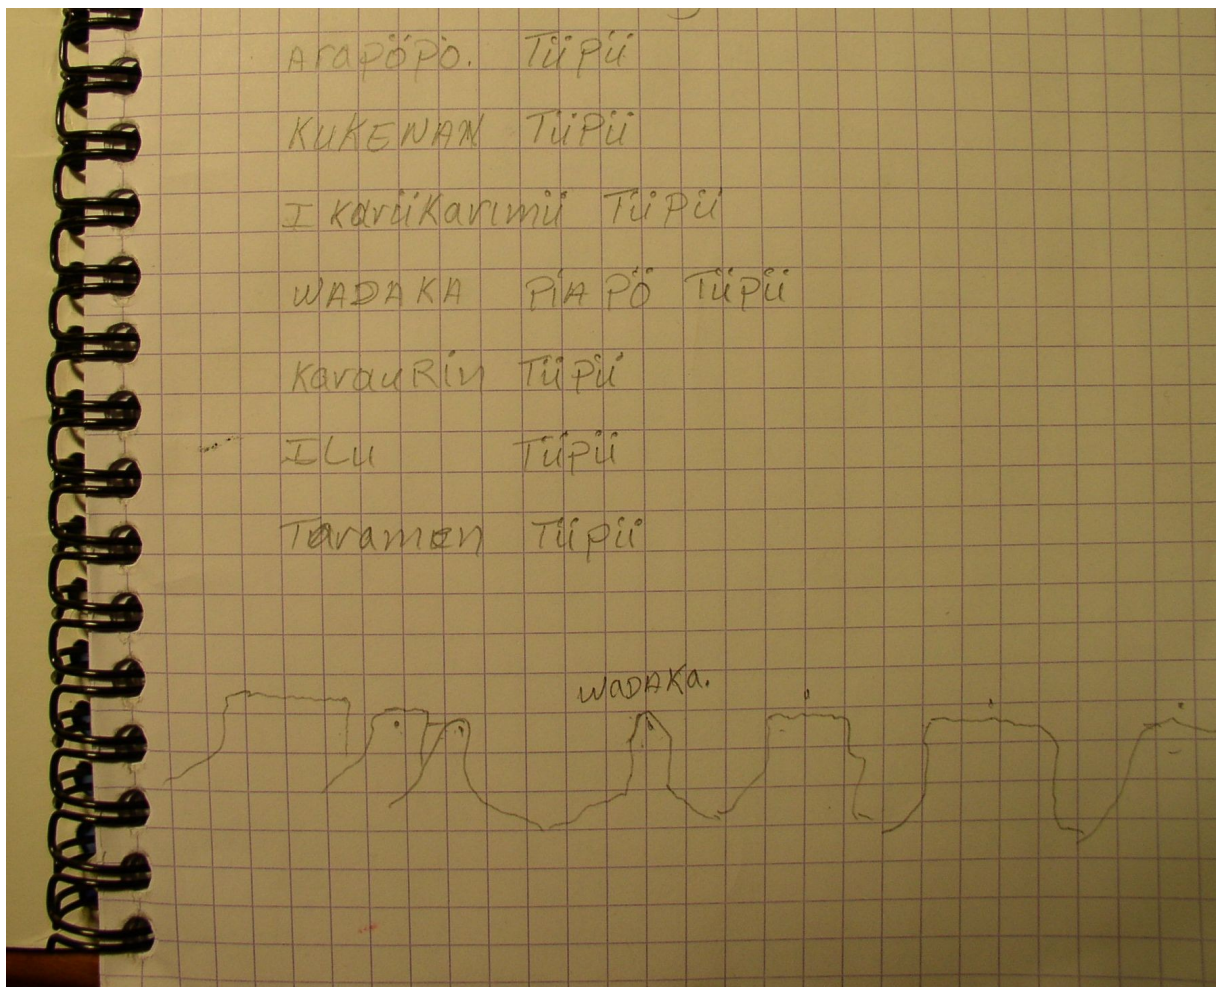 Arapöpö. Tüpü
KUKENAN Tüpü
I KarüKarimü Tüpü
WADAKA PiA Pö Tüpü
KarauRin Tüpü
ILu Tüpü
Taramen Tüpü
WADAKa.